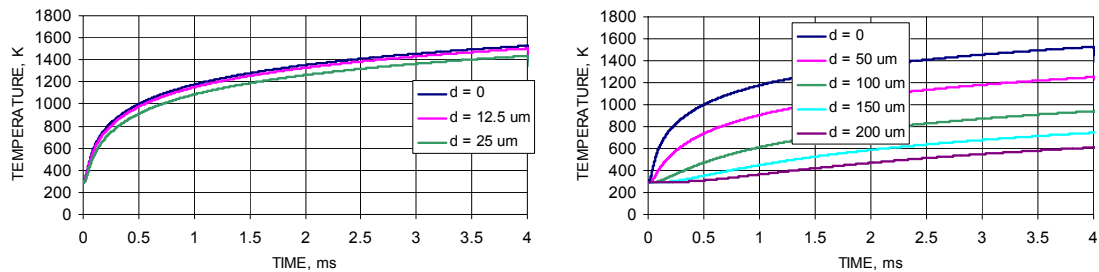 TEMPERATURE, K
1800
1600
1400
1200
1000
800
600
400
200
0
d = 0
d = 12.5 um
d = 25 um
0 0.5 1 1.5 2 2.5 3 3.5 4
TIME, ms
TEMPERATURE, K
1800
1600
1400
1200
1000
800
600
400
200
0
d = 0
d = 50 um
d = 100 um
d = 150 um
d = 200 um
0 0.5 1 1.5 2 2.5 3 3.5 4
TIME, ms